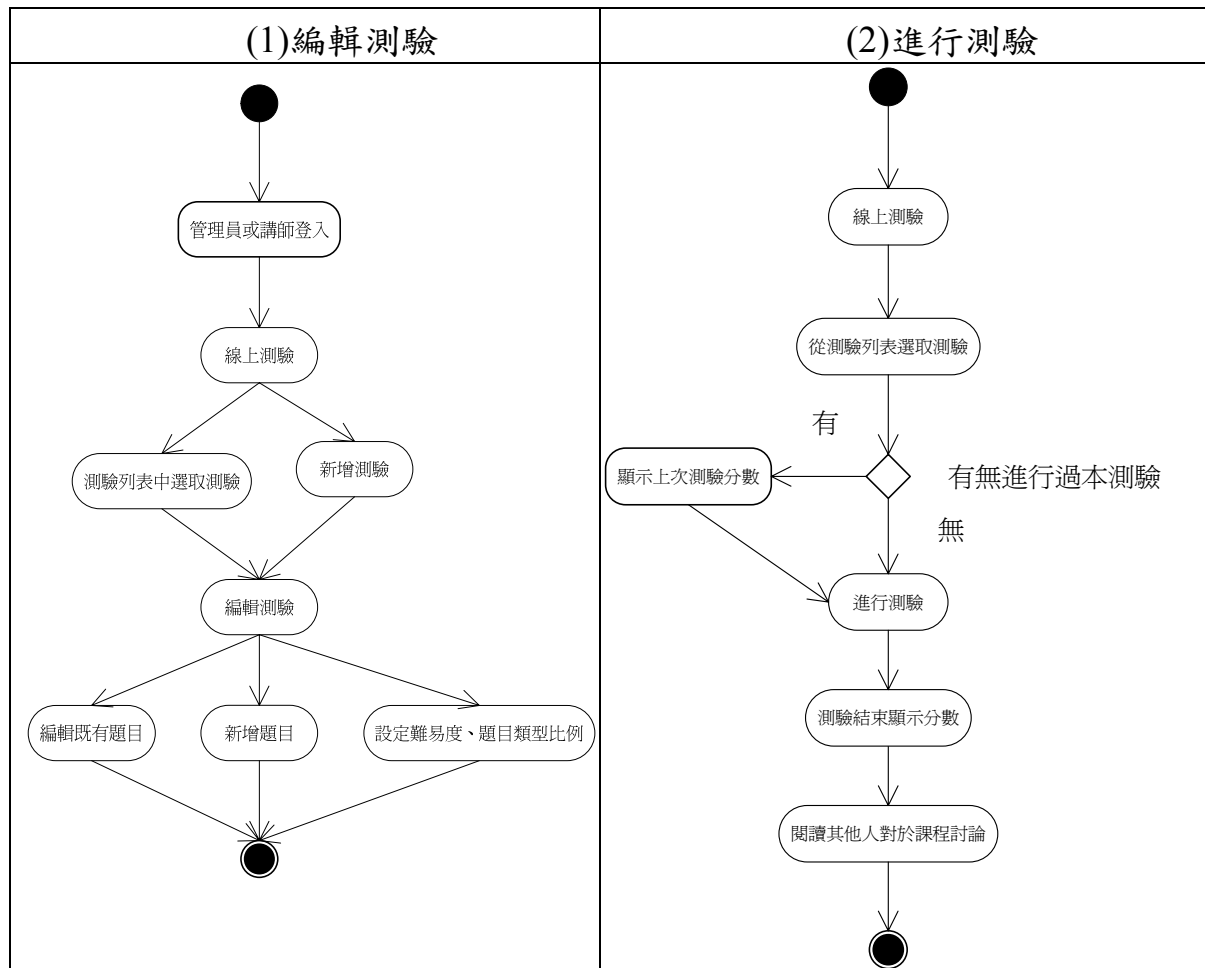 (1)編輯測驗
管理員或講師登入
線上測驗
測驗列表中選取測驗
新增測驗
編輯測驗
編輯既有題目
新增題目
設定難易度、題目類型比例
(2)進行測驗
線上測驗
從測驗列表選取測驗
有
顯示上次測驗分數
有無進行過本測驗
無
進行測驗
測驗結束顯示分數
閱讀其他人對於課程討論